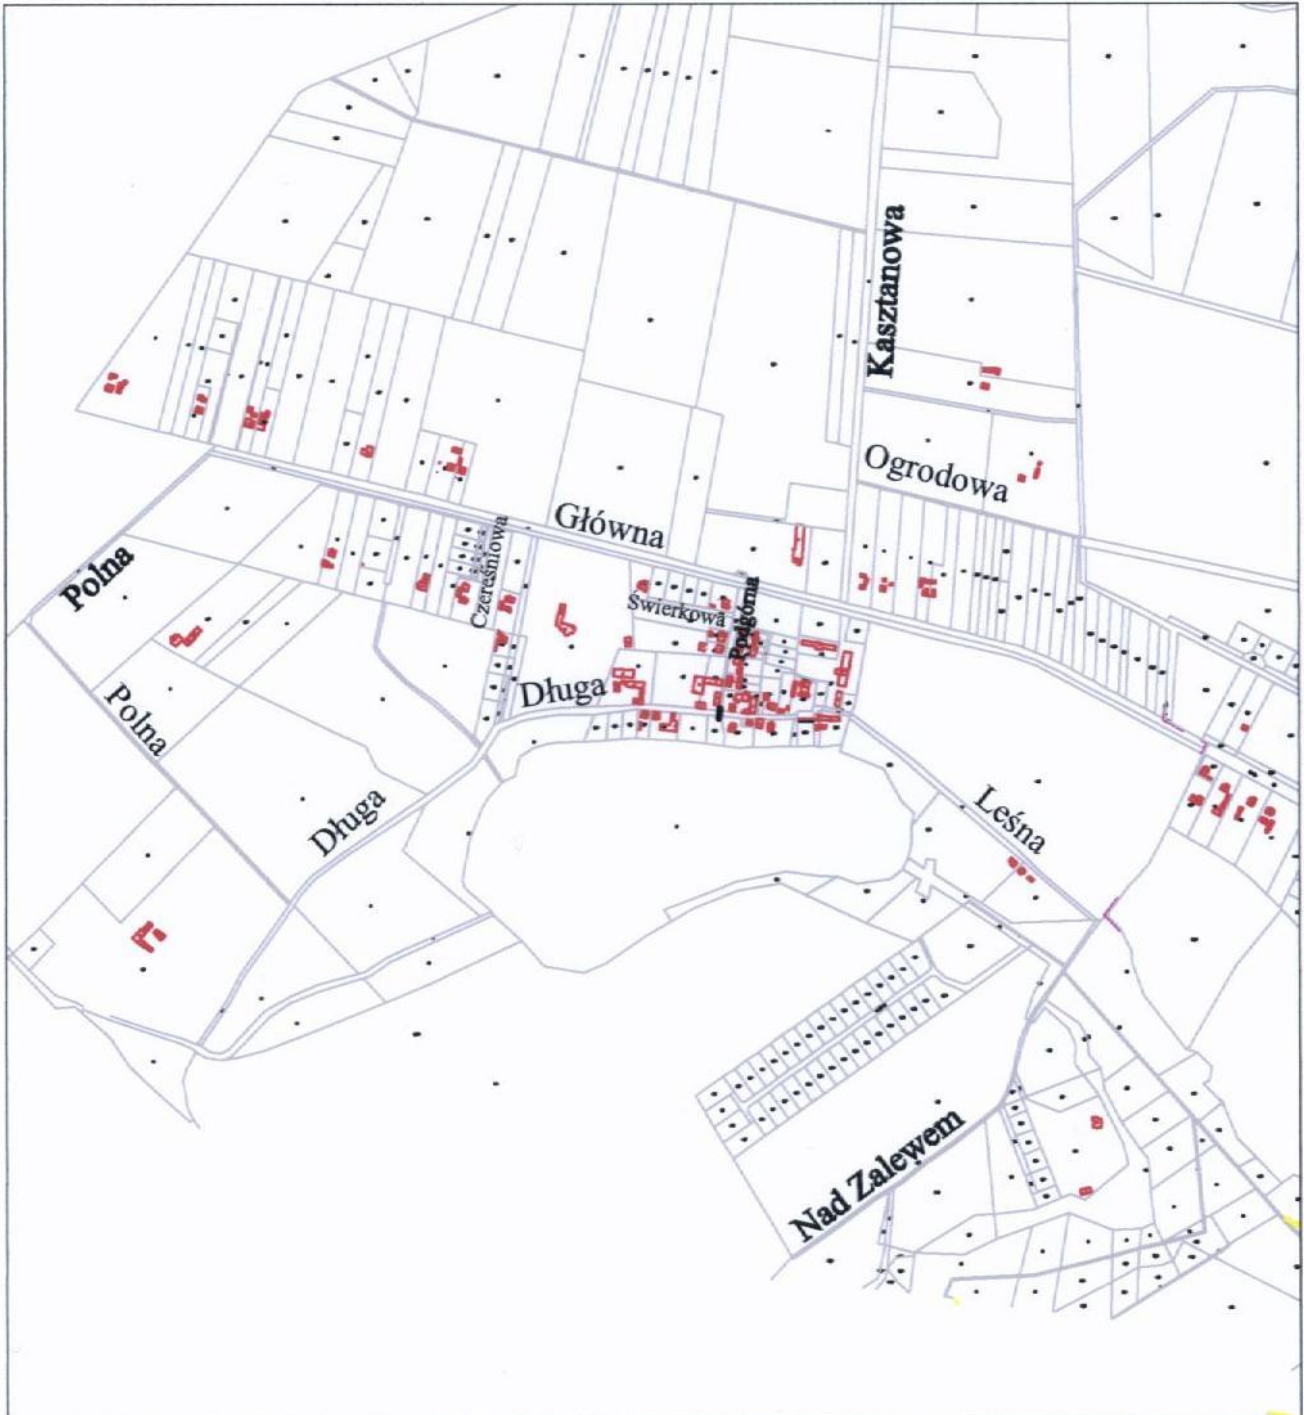 Kasztanowa
Ogrodowa
Główna
Czereśniowa
Polna
Świerkowa
Podgórna
Długa
Polna
Długa
Leśna
Nad Zalewem